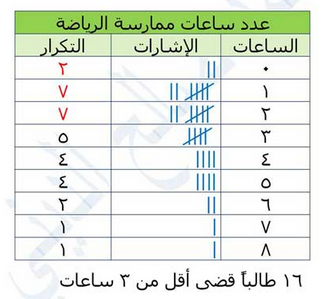 عدد ساعات ممارسة الرياضة
الساعات الإشارات التكرار
٠ || ٢
١ ||||| || ٧
٢ ||||| || ٧
٣ ||||| ٥
٤ |||| ٤
٥ |||| ٤
٦ || ٢
٧ | ١
٨ | ١
١٦ طالباً قضى أقل من ٣ ساعات